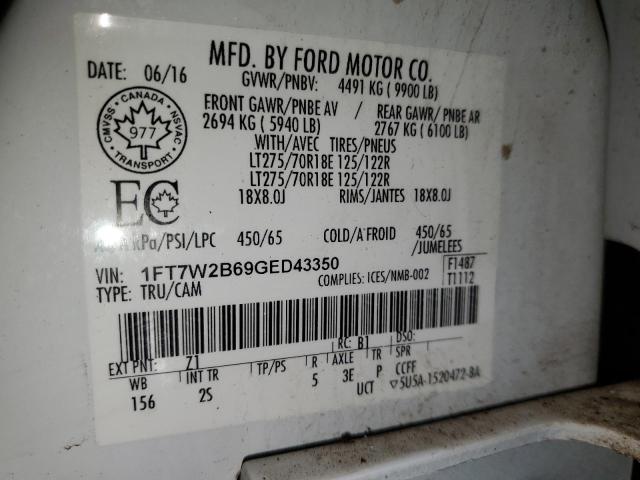 MFD. BY FORD MOTOR CO.
DATE: 06/16
GVWR/PNBV: 4491 KG ( 9900 LB)
FRONT GAWR/PNBE AV / REAR GAWR/ PNBE AR
2694 KG ( 5940 LB) 2767 KG ( 6100 LB)
WITH/AVEC TIRES/PNEUS
LT275/70R18E 125/122R
LT275/70R18E 125/122R
18X8.0J RIMS/JANTES 18X8.0J
CANADA
CMVSS NSVAC
977
TRANSPORT
EC
kPa/PSI/LPC 450/65 COLD/A FROID 450/65
/JUMELEES
VIN: 1FT7W2B69GED43350
COMPLIES: ICES/NMB-002
F1487
T1112
TYPE: TRU/CAM
EXT PNT: Z1 RC: B1 DSO:
WB INT TR TP/PS R AXLE TR SPR
156 2S 5 3E P CCFF
UCT ▽5U5A-1520472-BA